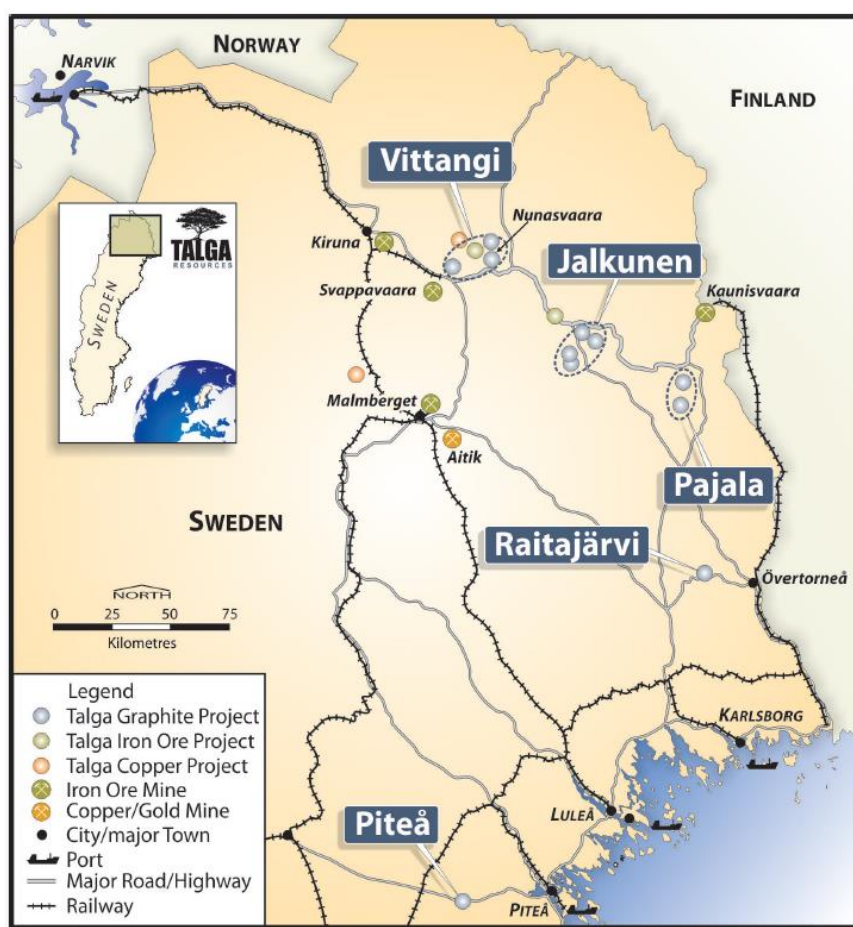 NORWAY
NARVIK
FINLAND
Vittangi
Nunasvaara
Kiruna
Jalkunen
TALGA
RESOURCES
Svappavaara
Kaunisvaara
SWEDEN
Malmberget
Aitik
Pajala
SWEDEN
Raitajärvi
Övertorneå
NORTH
0 25 50 75
Kilometres
Legend
Talga Graphite Project
Talga Iron Ore Project
Talga Copper Project
Iron Ore Mine
Copper/Gold Mine
City/major Town
Port
Major Road/Highway
Railway
KARLSBORG
LULEÅ
Piteå
PITEÅ